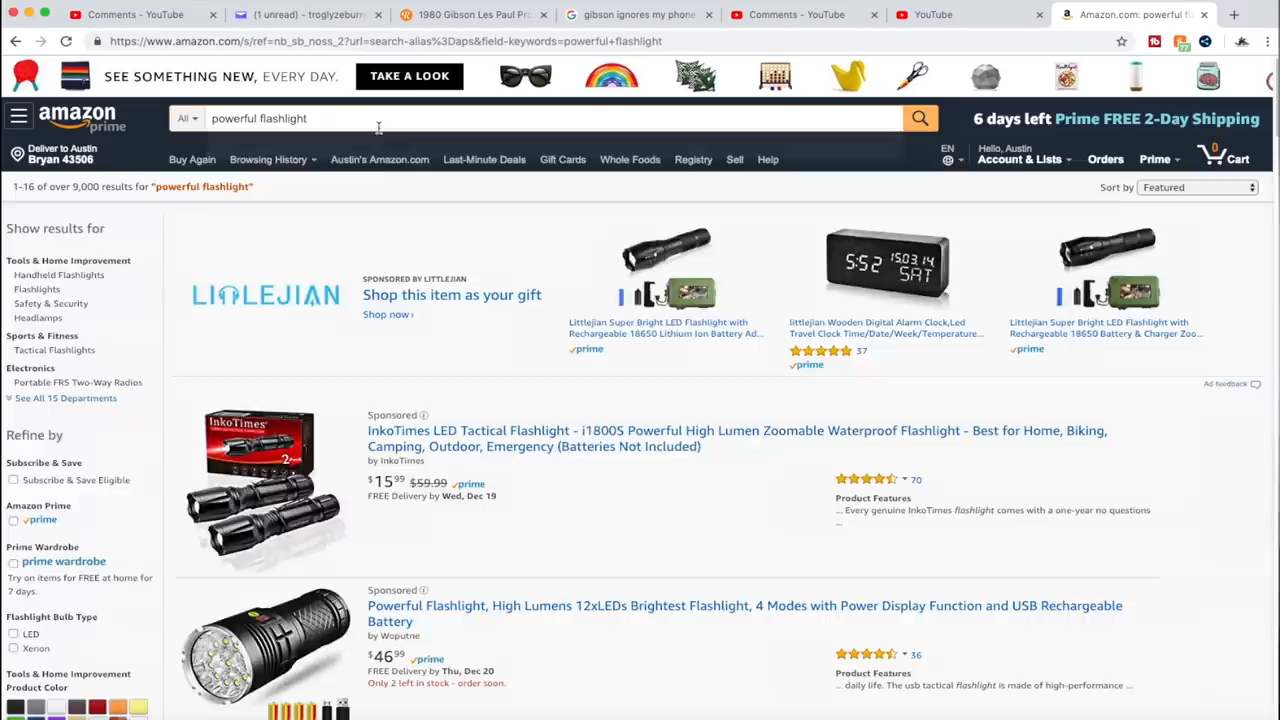 Comments - YouTube
(1 unread) - troglyzeburn
1980 Gibson Les Paul Pr
gibson ignores my phone
Comments - YouTube
YouTube
Amazon.com: powerful fl
https://www.amazon.com/s/ref=nb_sb_noss_2?url=search-alias%3Daps&field-keywords=powerful+flashlight
SEE SOMETHING NEW, EVERY DAY.
TAKE A LOOK
amazon
prime
All
powerful flashlight
6 days left Prime FREE 2-Day Shipping
Deliver to Austin
Bryan 43506
Buy Again
Browsing History
Austin's Amazon.com
Last-Minute Deals
Gift Cards
Whole Foods
Registry
Sell
Help
EN
Hello, Austin
Account & Lists
Orders
Prime
0
Cart
1-16 of over 9,000 results for "powerful flashlight"
Sort by
Featured
Show results for
Tools & Home Improvement
Handheld Flashlights
Flashlights
Safety & Security
Headlamps
Sports & Fitness
Tactical Flashlights
Electronics
Portable FRS Two-Way Radios
See All 15 Departments
Refine by
Subscribe & Save
Subscribe & Save Eligible
Amazon Prime
prime
Prime Wardrobe
prime wardrobe
Try on items for FREE at home for
7 days.
Flashlight Bulb Type
LED
Xenon
Tools & Home Improvement
Product Color
SPONSORED BY LITTLEJIAN
Shop this item as your gift
Shop now ›
5:52
15.03.14
SAT
Littlejian Super Bright LED Flashlight with
Rechargeable 18650 Lithium Ion Battery Ad...
prime
littlejian Wooden Digital Alarm Clock,Led
Travel Clock Time/Date/Week/Temperature...
37
prime
Littlejian Super Bright LED Flashlight with
Rechargeable 18650 Battery & Charger Zoo...
prime
Ad feedback
InkoTimes
Sponsored
InkoTimes LED Tactical Flashlight - i1800S Powerful High Lumen Zoomable Waterproof Flashlight - Best for Home, Biking,
Camping, Outdoor, Emergency (Batteries Not Included)
by InkoTimes
$15 99 $59.99 prime
FREE Delivery by Wed, Dec 19
70
Product Features
... Every genuine InkoTimes flashlight comes with a one-year no questions
...
Sponsored
Powerful Flashlight, High Lumens 12xLEDs Brightest Flashlight, 4 Modes with Power Display Function and USB Rechargeable
Battery
by Woputne
$46 99 prime
FREE Delivery by Thu, Dec 20
Only 2 left in stock - order soon.
36
Product Features
... daily life. The usb tactical flashlight is made of high-performance ...